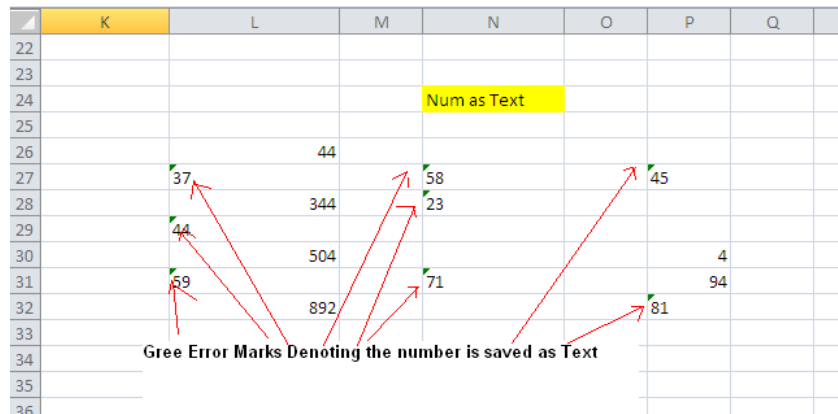 K L M N O P Q
22
23
24 Num as Text
25
26 44
27 37 58 45
28 344 23
29 44
30 504 4
31 59 71 94
32 892 81
33
34 Gree Error Marks Denoting the number is saved as Text
35
36